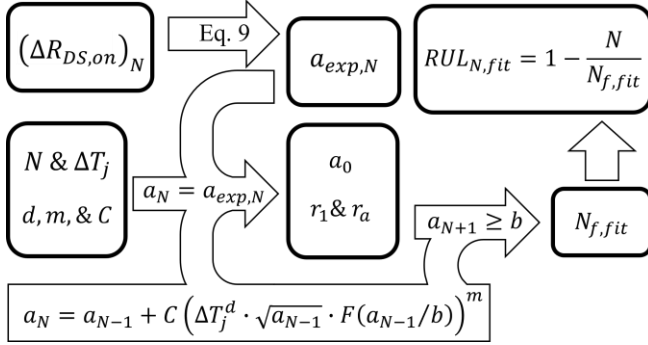 (ΔR_{DS,on})_N
Eq. 9
a_{exp,N}
RUL_{N,fit} = 1 − N/N_{f,fit}
N & ΔT_j
d, m, & C
a_N = a_{exp,N}
a_0
r_1& r_a
a_{N+1} ≥ b
N_{f,fit}
a_N = a_{N−1} + C(ΔT_j^d · √a_{N−1} · F(a_{N−1}/b))^m